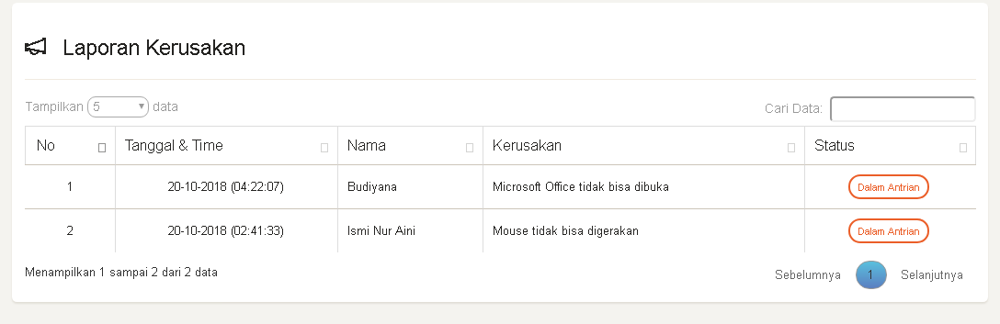 Laporan Kerusakan
Tampilkan 5 data
Cari Data:
No Tanggal & Time Nama Kerusakan Status
1 20-10-2018 (04:22:07) Budiyana Microsoft Office tidak bisa dibuka Dalam Antrian
2 20-10-2018 (02:41:33) Ismi Nur Aini Mouse tidak bisa digerakan Dalam Antrian
Menampilkan 1 sampai 2 dari 2 data
Sebelumnya 1 Selanjutnya